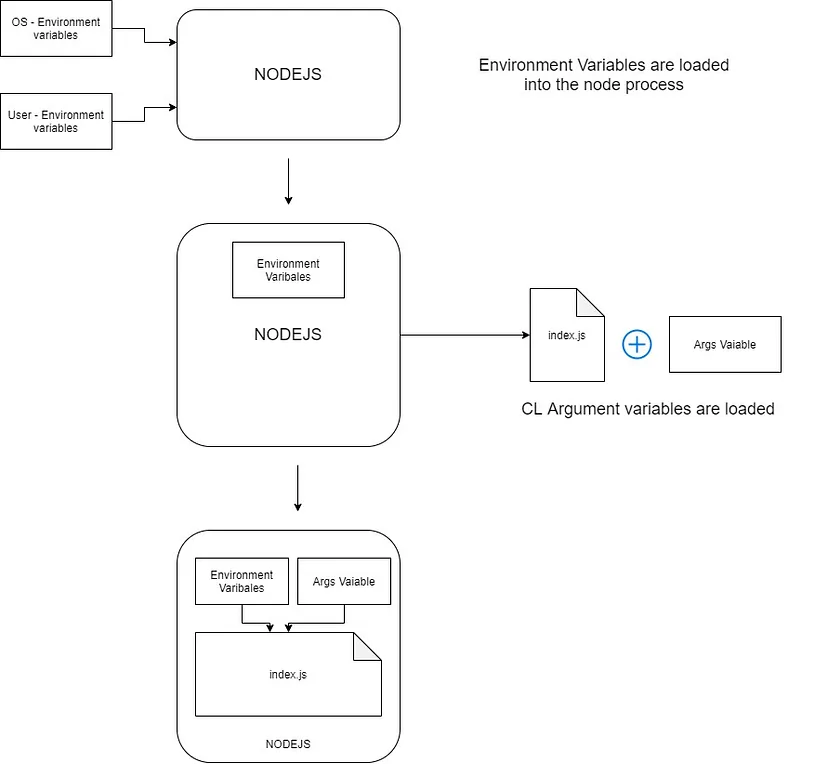 OS - Environment
variables
NODEJS
Environment Variables are loaded
into the node process
User - Environment
variables
Environment
Varibales
NODEJS
index.js
Args Vaiable
CL Argument variables are loaded
Environment
Varibales
Args Vaiable
index.js
NODEJS